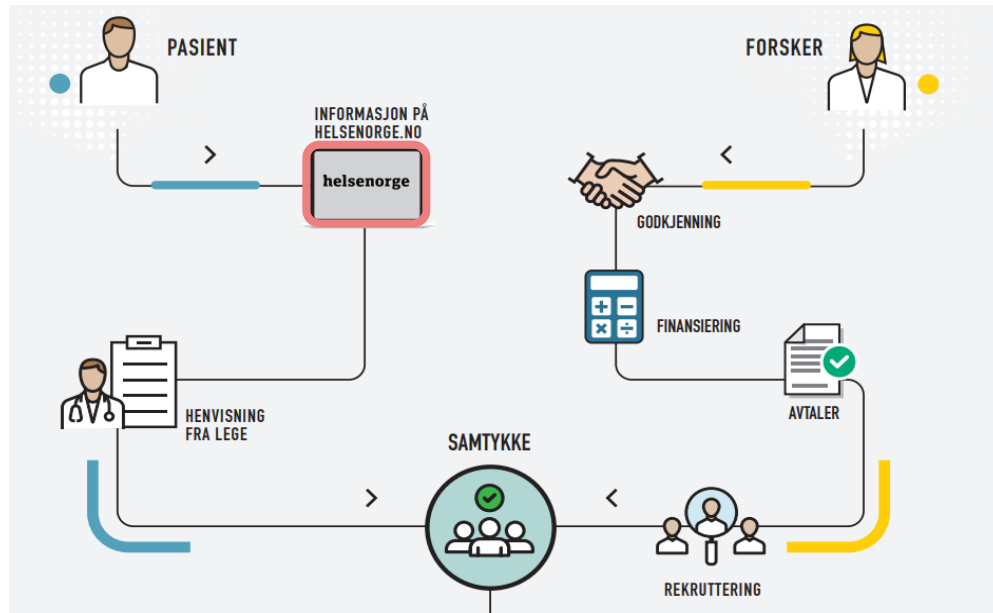 PASIENT
FORSKER
INFORMASJON PÅ
HELSENORGE.NO
helsenorge
GODKJENNING
FINANSIERING
HENVISNING
FRA LEGE
AVTALER
SAMTYKKE
REKRUTTERING